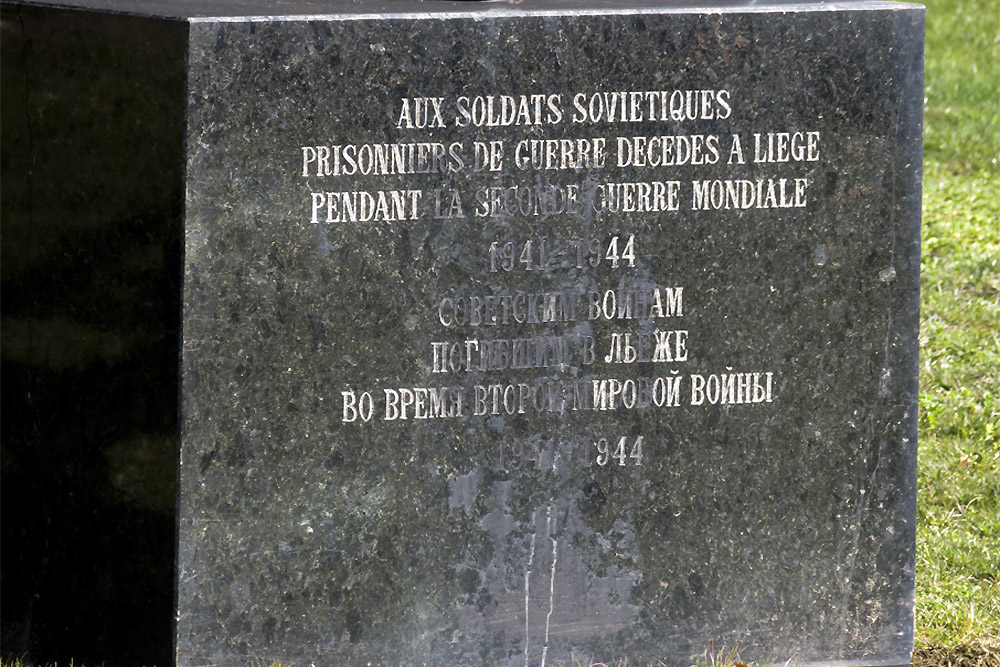 AUX SOLDATS SOVIETIQUES
PRISONNIERS DE GUERRE DECEDES A LIEGE
PENDANT LA SECONDE GUERRE MONDIALE
1941-1944
СОВЕТСКИМ ВОИНАМ
ПОГИБШИМ В ЛЬЕЖЕ
ВО ВРЕМЯ ВТОРОЙ МИРОВОЙ ВОЙНЫ
1941-1944